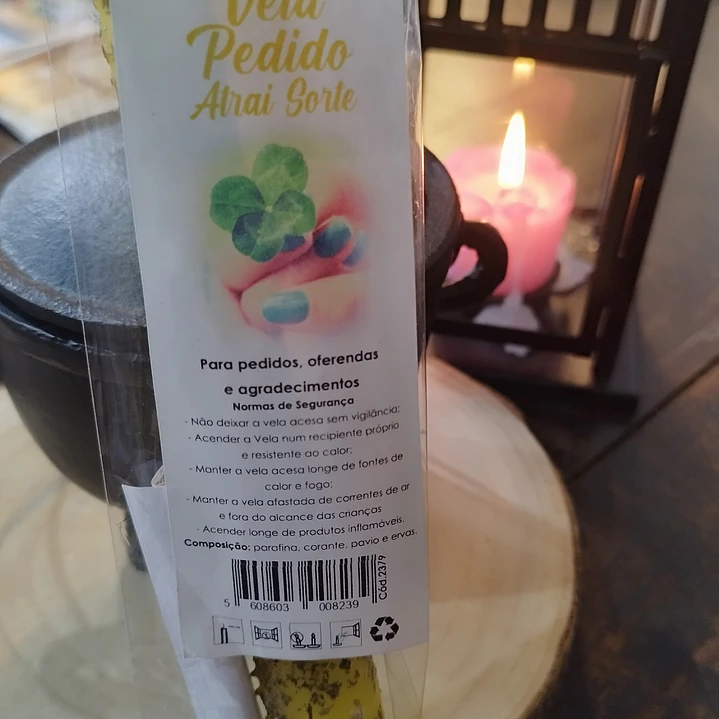 Vela
Pedido
Atrai Sorte
Para pedidos, oferendas
e agradecimentos
Normas de Segurança
- Não deixar a vela acesa sem vigilância;
- Acender a Vela num recipiente próprio
e resistente ao calor;
- Manter a vela acesa longe de fontes de
calor e fogo;
- Manter a vela afastada de correntes de ar
e fora do alcance das crianças
- Acender longe de produtos inflamáveis.
Composição: parafina, corante, pavio e ervas.
Cód.2379
5 608603 008239